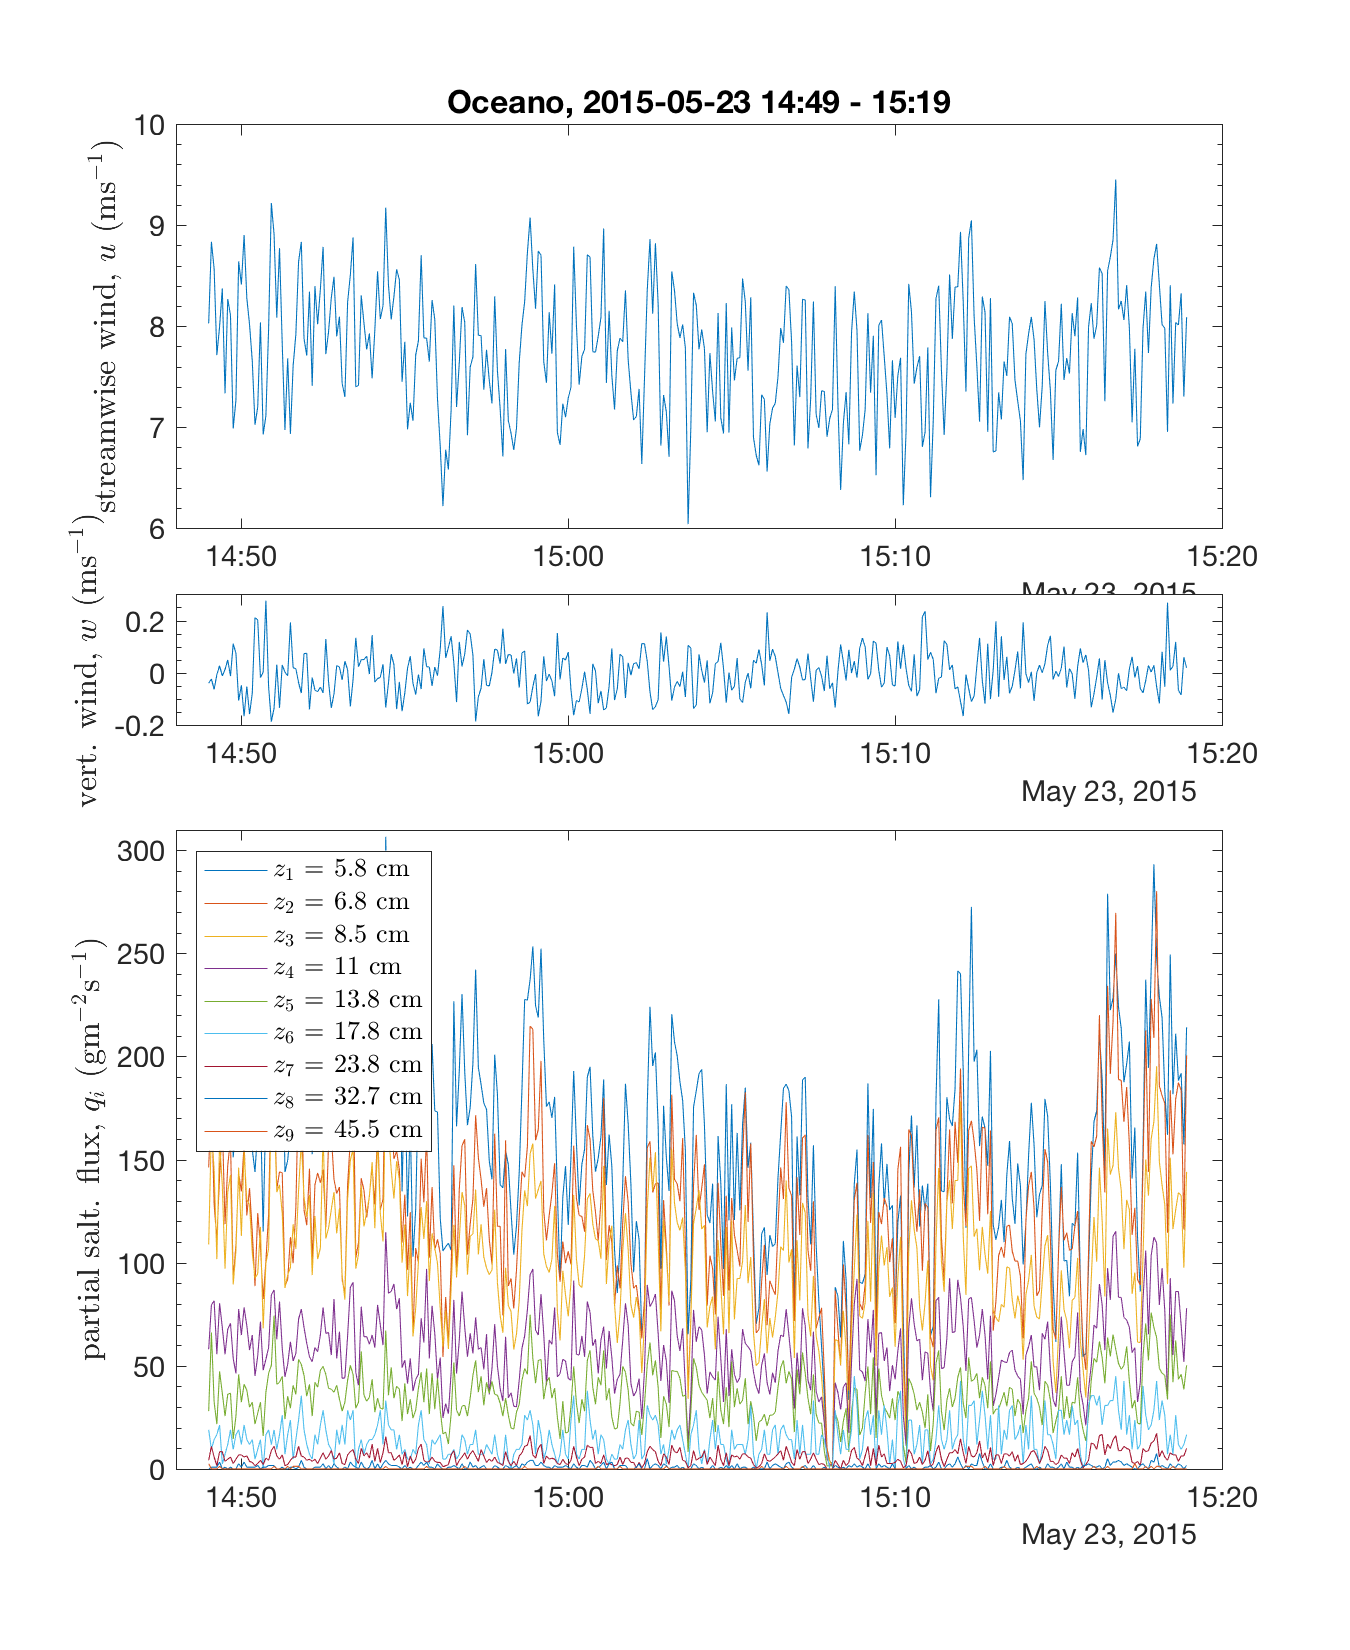 Oceano, 2015-05-23 14:49 - 15:19
streamwise wind, u (ms⁻¹)
10
9
8
7
6
14:50 15:00 15:10 15:20
May 23, 2015
vert. wind, w (ms⁻¹)
0.2
0
-0.2
14:50 15:00 15:10 15:20
May 23, 2015
partial salt. flux, qᵢ (gm⁻²s⁻¹)
300
250
200
150
100
50
0
z₁ = 5.8 cm
z₂ = 6.8 cm
z₃ = 8.5 cm
z₄ = 11 cm
z₅ = 13.8 cm
z₆ = 17.8 cm
z₇ = 23.8 cm
z₈ = 32.7 cm
z₉ = 45.5 cm
14:50 15:00 15:10 15:20
May 23, 2015